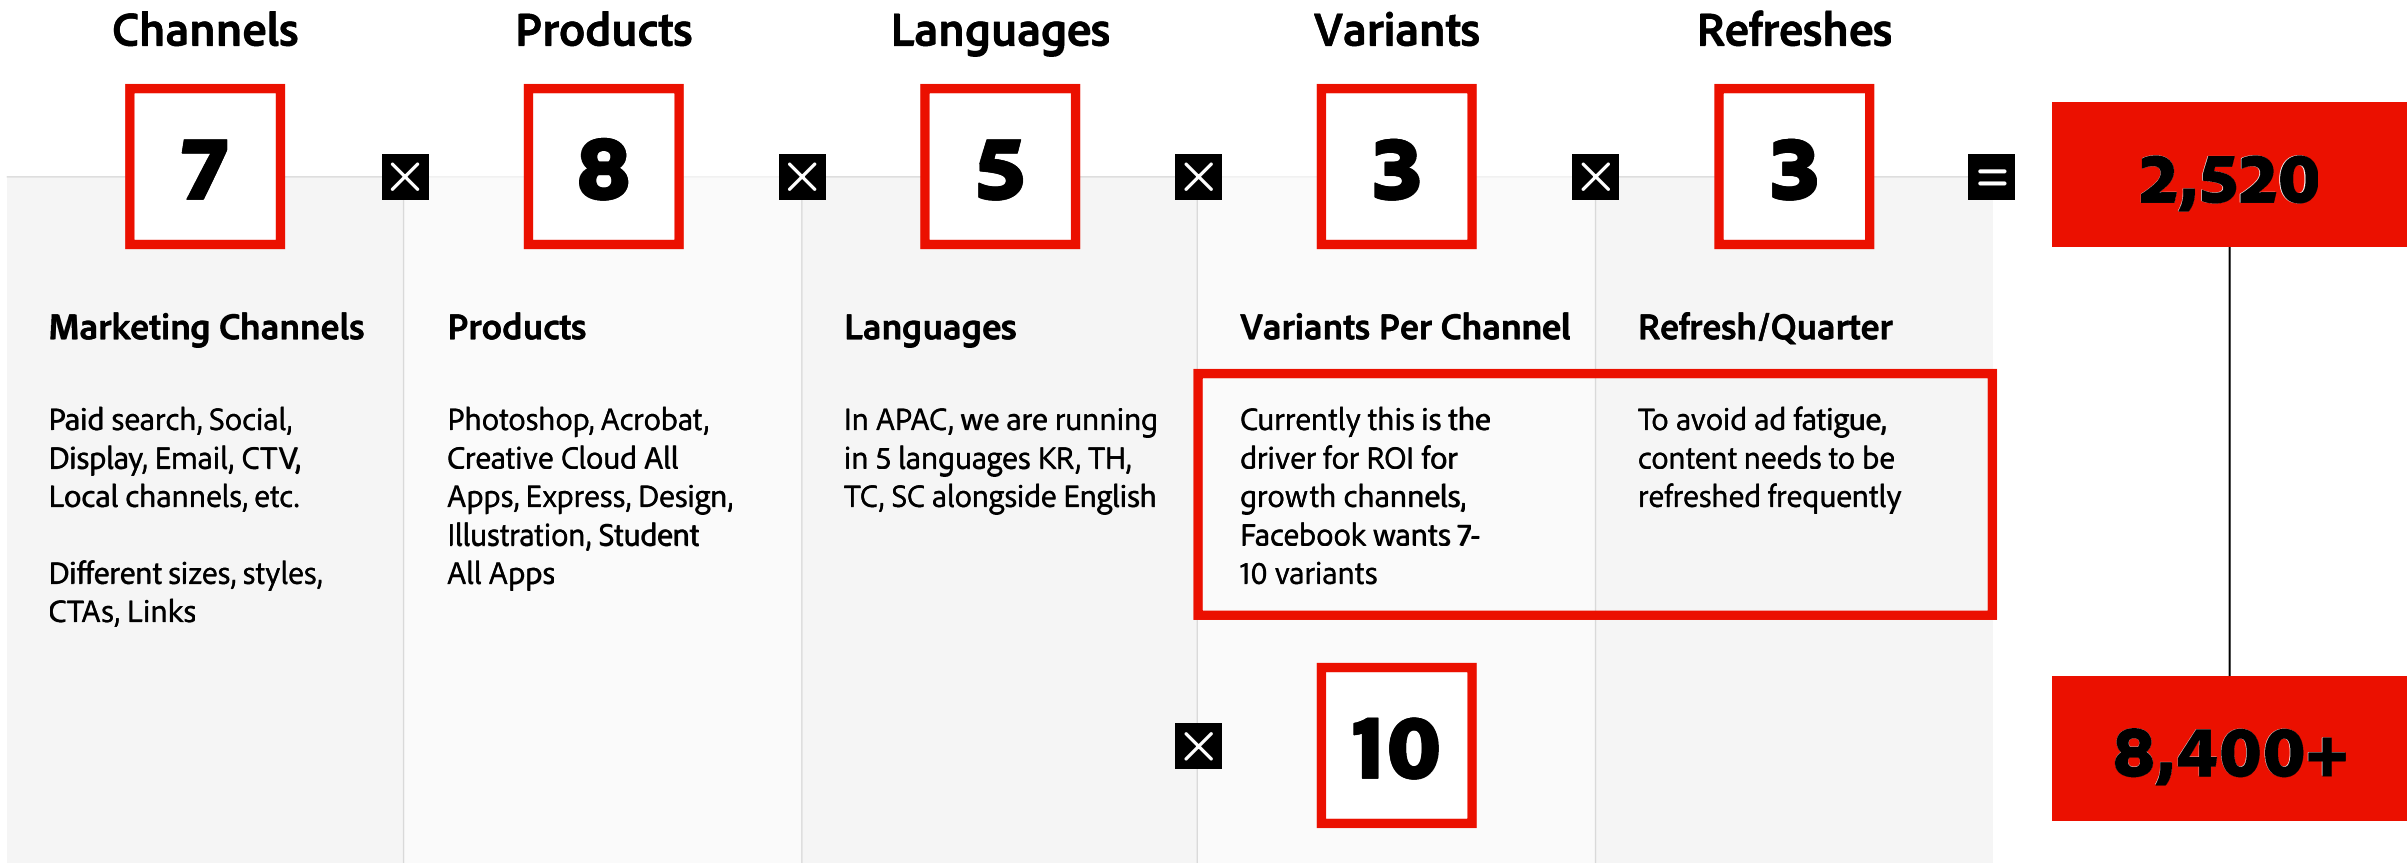 Channels
Products
Languages
Variants
Refreshes
7
×
8
×
5
×
3
×
3
=
2,520
Marketing Channels
Paid search, Social,
Display, Email, CTV,
Local channels, etc.
Different sizes, styles,
CTAs, Links
Products
Photoshop, Acrobat,
Creative Cloud All
Apps, Express, Design,
Illustration, Student
All Apps
Languages
In APAC, we are running
in 5 languages KR, TH,
TC, SC alongside English
Variants Per Channel
Currently this is the
driver for ROI for
growth channels,
Facebook wants 7-
10 variants
Refresh/Quarter
To avoid ad fatigue,
content needs to be
refreshed frequently
×
10
8,400+